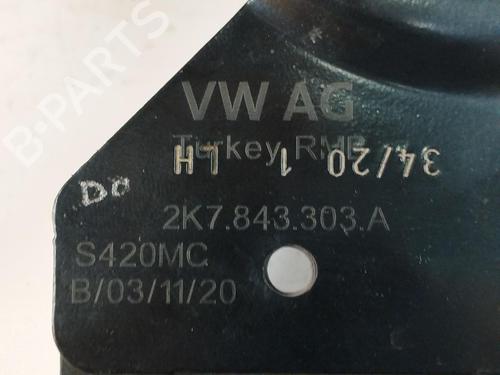 B-PARTS
VW AG
Turkey RMP
34/20 1 LH
DO
2K7.843.303.A
S420MC
B/03/11/20